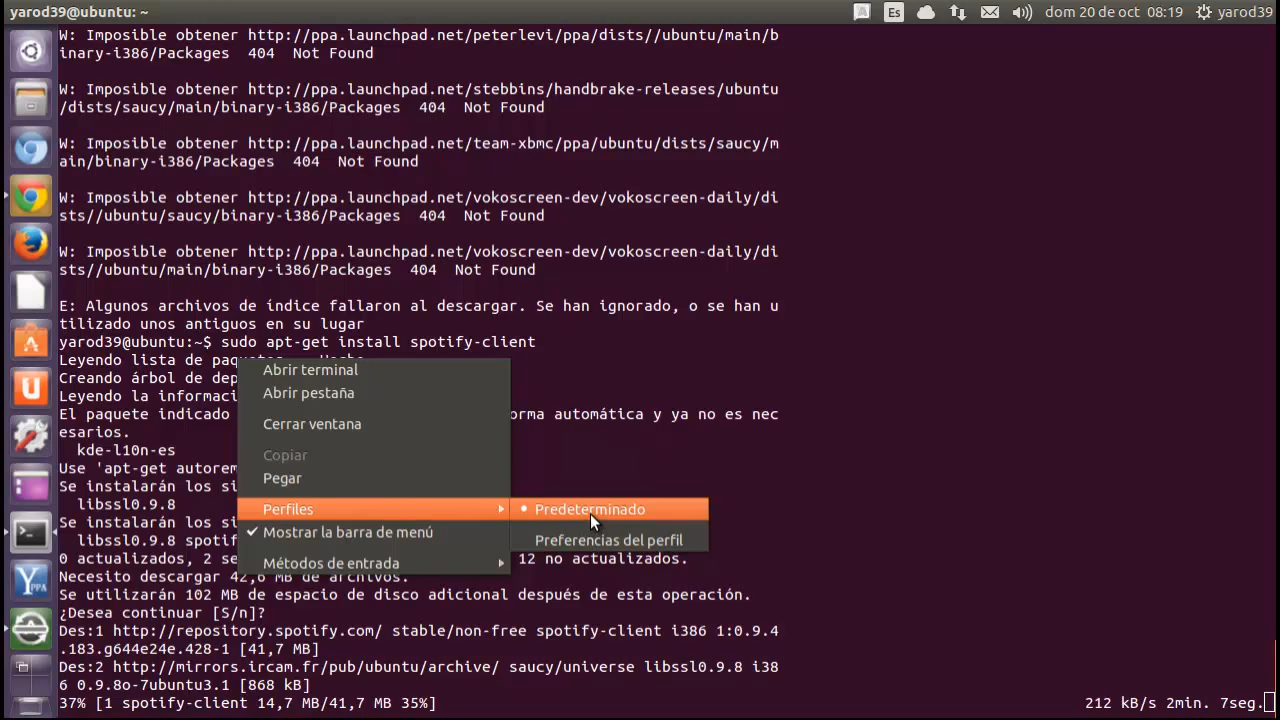 yarod39@ubuntu: ~
Es
dom 20 de oct 08:19
yarod39
W: Imposible obtener http://ppa.launchpad.net/peterlevi/ppa/dists//ubuntu/main/b
inary-i386/Packages  404  Not Found
W: Imposible obtener http://ppa.launchpad.net/stebbins/handbrake-releases/ubuntu
/dists/saucy/main/binary-i386/Packages  404  Not Found
W: Imposible obtener http://ppa.launchpad.net/team-xbmc/ppa/ubuntu/dists/saucy/m
ain/binary-i386/Packages  404  Not Found
W: Imposible obtener http://ppa.launchpad.net/vokoscreen-dev/vokoscreen-daily/di
sts//ubuntu/saucy/binary-i386/Packages  404  Not Found
W: Imposible obtener http://ppa.launchpad.net/vokoscreen-dev/vokoscreen-daily/di
sts//ubuntu/main/binary-i386/Packages  404  Not Found
E: Algunos archivos de índice fallaron al descargar. Se han ignorado, o se han u
tilizado unos antiguos en su lugar
yarod39@ubuntu:~$ sudo apt-get install spotify-client
Leyendo lista de
Creando árbol de dep
Leyendo la informaci
El paquete indicado
orma automática y ya no es nec
esarios.
kde-l10n-es
Use 'apt-get autorem
Se instalarán los si
libssl0.9.8
Se instalarán los si
libssl0.9.8 spotif
0 actualizados, 2 se
12 no actualizados.
Necesito descargar 42,6 MB de archivos.
Se utilizarán 102 MB de espacio de disco adicional después de esta operación.
¿Desea continuar [S/n]?
Des:1 http://repository.spotify.com/ stable/non-free spotify-client i386 1:0.9.4
.183.g644e24e.428-1 [41,7 MB]
Des:2 http://mirrors.ircam.fr/pub/ubuntu/archive/ saucy/universe libssl0.9.8 i38
6 0.9.8o-7ubuntu3.1 [868 kB]
37% [1 spotify-client 14,7 MB/41,7 MB 35%]
212 kB/s 2min. 7seg.
Abrir terminal
Abrir pestaña
Cerrar ventana
Copiar
Pegar
Perfiles
Mostrar la barra de menú
Métodos de entrada
Predeterminado
Preferencias del perfil